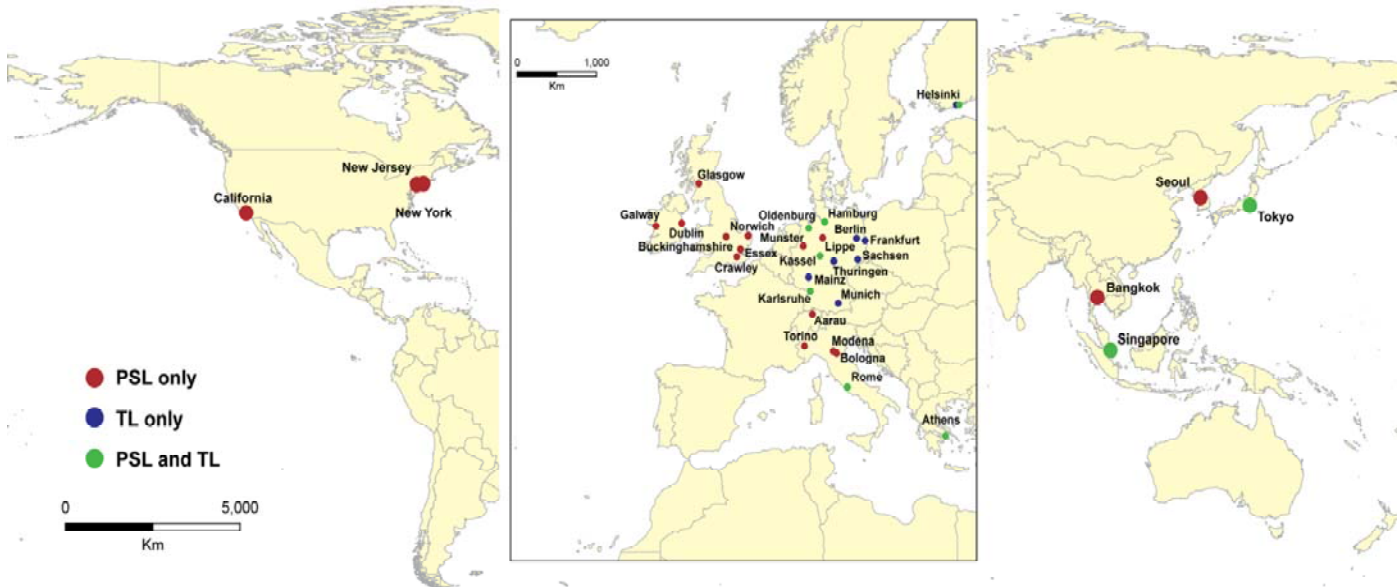 New Jersey
California
New York
PSL only
TL only
PSL and TL
0 5,000
Km
0 1,000
Km
Helsinki
Glasgow
Oldenburg
Hamburg
Galway
Dublin
Norwich
Berlin
Buckinghamshire
Munster
Lippe
Frankfurt
Essex
Kassel
Sachsen
Crawley
Thuringen
Mainz
Karlsruhe
Munich
Aarau
Torino
Modena
Bologna
Rome
Athens
Seoul
Tokyo
Bangkok
Singapore